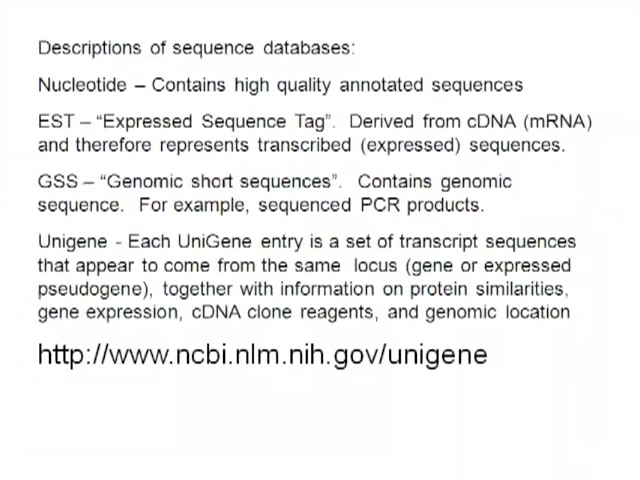 Descriptions of sequence databases:
Nucleotide – Contains high quality annotated sequences
EST – “Expressed Sequence Tag”. Derived from cDNA (mRNA)
and therefore represents transcribed (expressed) sequences.
GSS – “Genomic short sequences”. Contains genomic
sequence. For example, sequenced PCR products.
Unigene - Each UniGene entry is a set of transcript sequences
that appear to come from the same locus (gene or expressed
pseudogene), together with information on protein similarities,
gene expression, cDNA clone reagents, and genomic location
http://www.ncbi.nlm.nih.gov/unigene